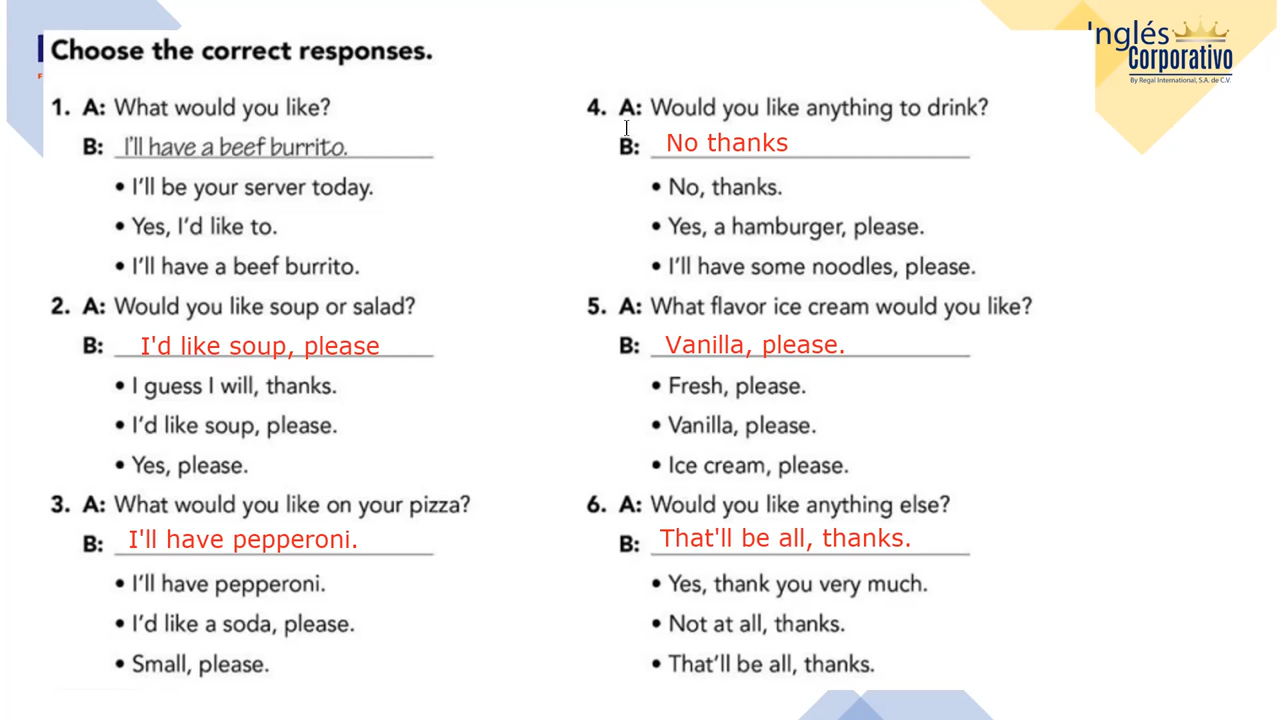 Choose the correct responses.
1. A: What would you like?
B: I'll have a beef burrito.
• I'll be your server today.
• Yes, I'd like to.
• I'll have a beef burrito.
2. A: Would you like soup or salad?
B: I'd like soup, please
• I guess I will, thanks.
• I'd like soup, please.
• Yes, please.
3. A: What would you like on your pizza?
B: I'll have pepperoni.
• I'll have pepperoni.
• I'd like a soda, please.
• Small, please.
4. A: Would you like anything to drink?
B: No thanks
• No, thanks.
• Yes, a hamburger, please.
• I'll have some noodles, please.
5. A: What flavor ice cream would you like?
B: Vanilla, please.
• Fresh, please.
• Vanilla, please.
• Ice cream, please.
6. A: Would you like anything else?
B: That'll be all, thanks.
• Yes, thank you very much.
• Not at all, thanks.
• That'll be all, thanks.
Inglés
Corporativo
By Regal International, S.A. de C.V.